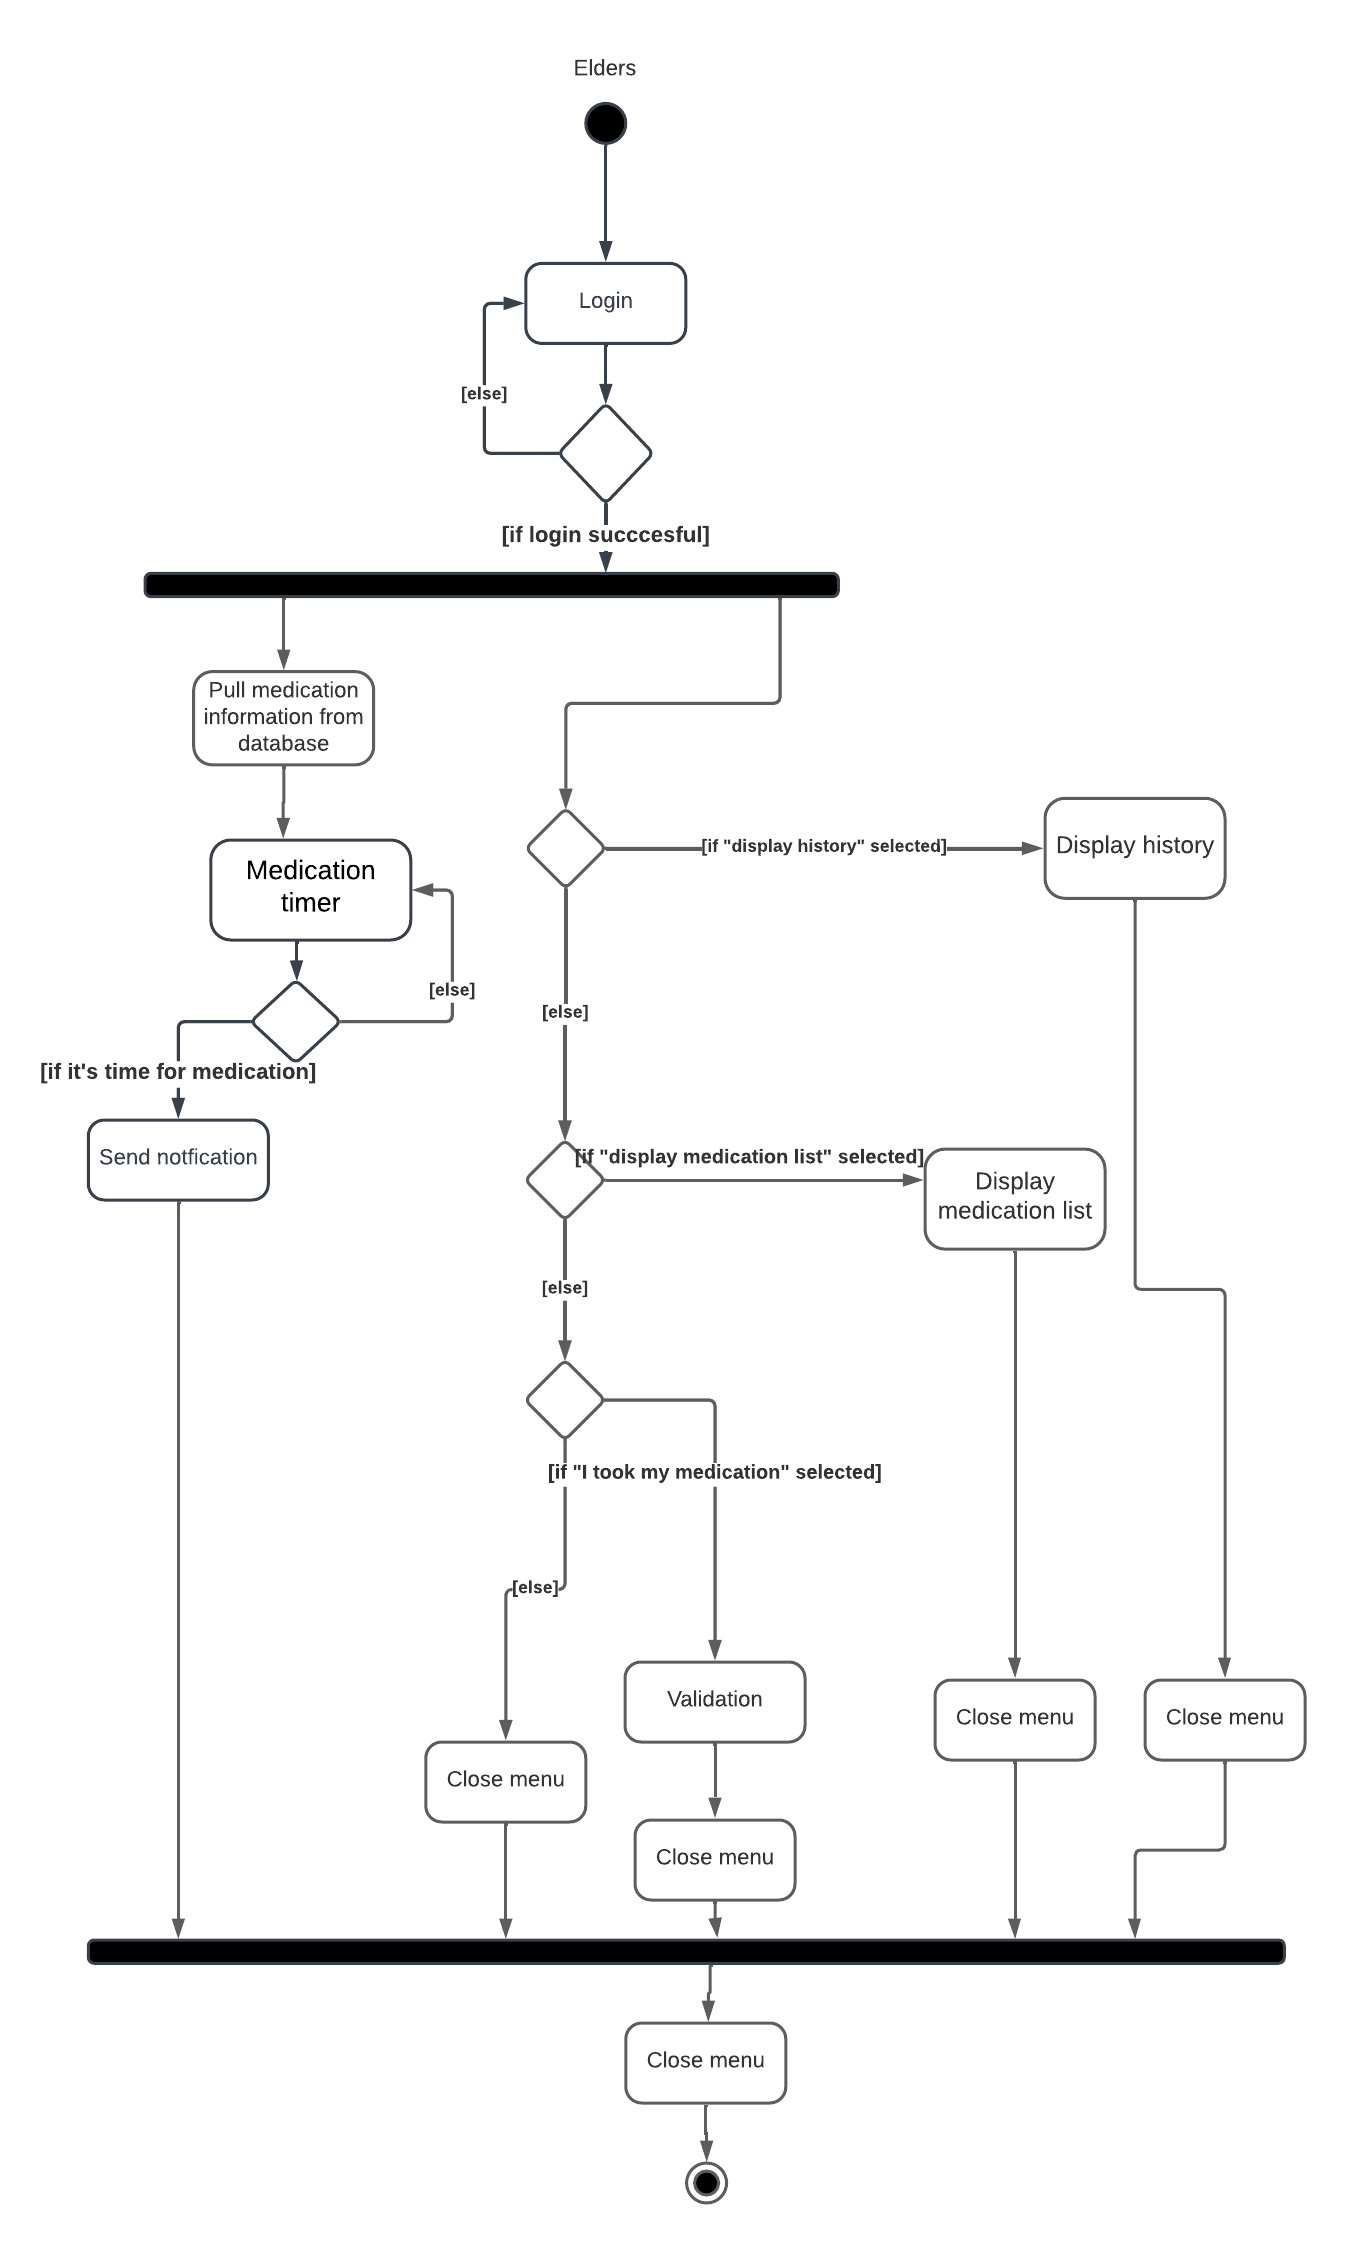 Elders
Login
[else]
[if login succcesful]
Pull medication
information from
database
Medication
timer
[else]
[if it's time for medication]
Send notfication
[if "display history" selected]
Display history
[else]
[if "display medication list" selected]
Display
medication list
[else]
[if "I took my medication" selected]
[else]
Validation
Close menu
Close menu
Close menu
Close menu
Close menu